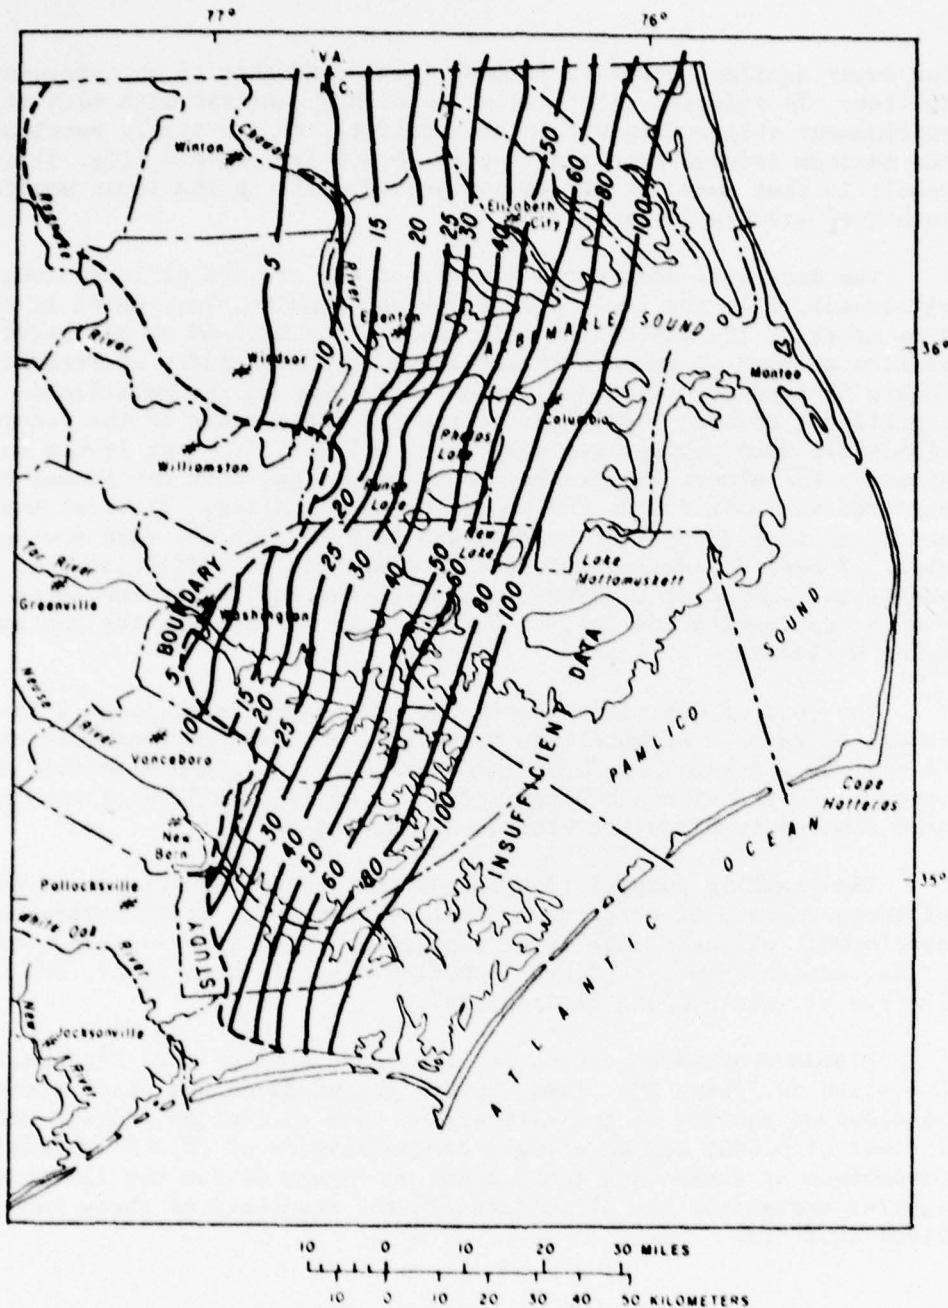 77°
76°
VA.
N.C.
Winton
Chowan
River
Roanoke
River
5
15
20
25
30
40
50
60
80
100
Elizabeth
City
Edenton
10
ALBEMARLE SOUND
36°
Windsor
Manteo
Columbia
Williamston
Phelps
Lake
Pungo
Lake
New
Lake
20
25
30
40
50
60
80
100
Lake
Mattamuskett
Tar River
Greenville
Washington
BOUNDARY
5
10
15
20
25
Neuse
River
Vanceboro
INSUFFICIENT DATA
PAMLICO SOUND
Cape
Hatteras
New
Bern
30
40
50
60
80
100
35°
Pollocksville
White Oak
River
STUDY
ATLANTIC OCEAN
Jacksonville
New
River
10 0 10 20 30 MILES
10 0 10 20 30 40 50 KILOMETERS